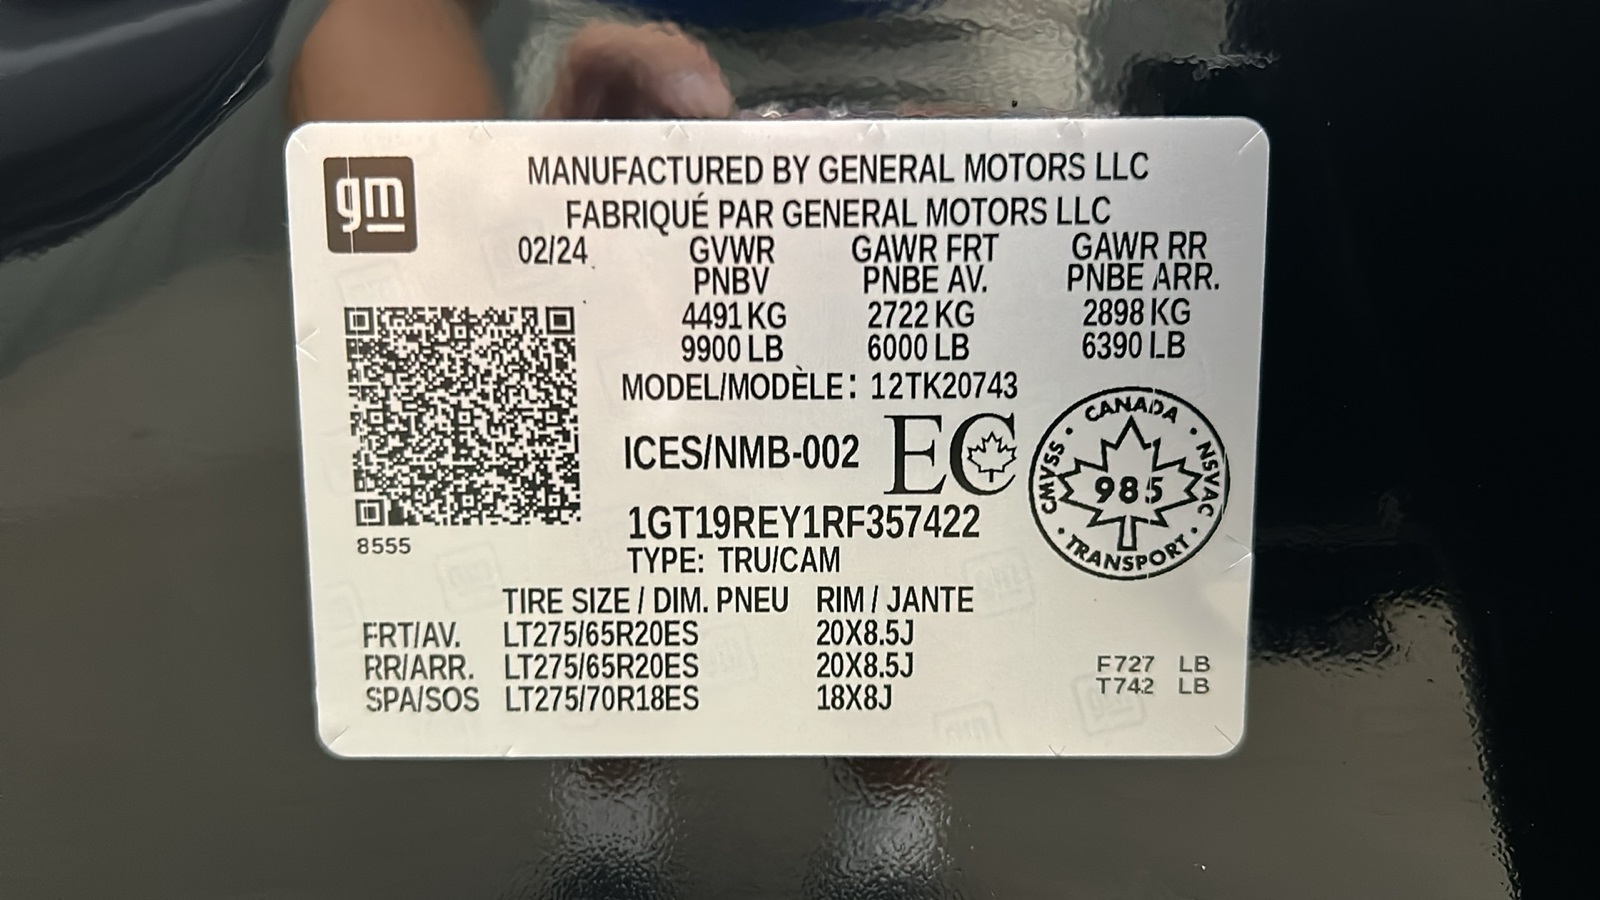 gm
MANUFACTURED BY GENERAL MOTORS LLC
FABRIQUÉ PAR GENERAL MOTORS LLC
02/24 GVWR GAWR FRT GAWR RR
PNBV PNBE AV. PNBE ARR.
4491 KG 2722 KG 2898 KG
9900 LB 6000 LB 6390 LB
MODEL/MODÈLE: 12TK20743
ICES/NMB-002 EC
CANADA
CMVSS 985 NSVAC
TRANSPORT
8555
1GT19REY1RF357422
TYPE: TRU/CAM
TIRE SIZE / DIM. PNEU RIM / JANTE
FRT/AV. LT275/65R20ES 20X8.5J
RR/ARR. LT275/65R20ES 20X8.5J
SPA/SOS LT275/70R18ES 18X8J
F727 LB
T742 LB